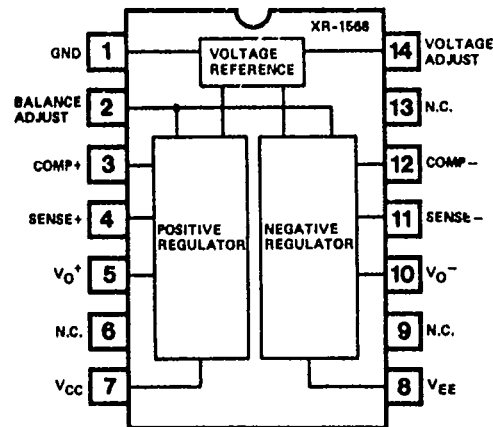 XR-1568
GND 1
VOLTAGE
REFERENCE
14 VOLTAGE
ADJUST
BALANCE
ADJUST 2
13 N.C.
COMP+ 3
12 COMP−
SENSE+ 4
11 SENSE−
POSITIVE
REGULATOR
NEGATIVE
REGULATOR
VO+ 5
10 VO−
N.C. 6
9 N.C.
VCC 7
8 VEE